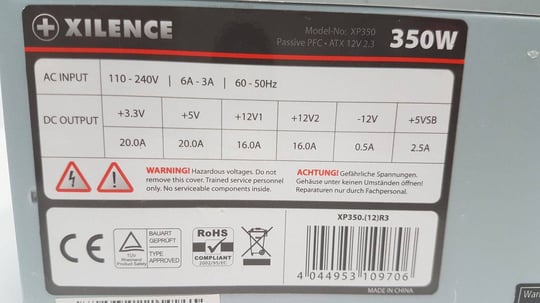 XILENCE
Model-No: XP350
Passive PFC • ATX 12V 2.3
350W
AC INPUT 110 - 240V | 6A - 3A | 60 - 50Hz
DC OUTPUT +3.3V +5V +12V1 +12V2 -12V +5VSB
20.0A 20.0A 16.0A 16.0A 0.5A 2.5A
WARNING! Hazardous voltages. Do not
remove this cover. Trained service personnel
only. No serviceable components inside.
ACHTUNG! Gefährliche Spannungen.
Gehäuse unter keinen Umständen öffnen!
Reparaturen nur durch Fachpersonal.
CE
TÜV
Rheinland
Product Safety
BAUART
GEPRÜFT
TYPE
APPROVED
RoHS
COMPLIANT
2002/95/EC
XP350.(12)R3
4 044953 109706
MADE IN CHINA